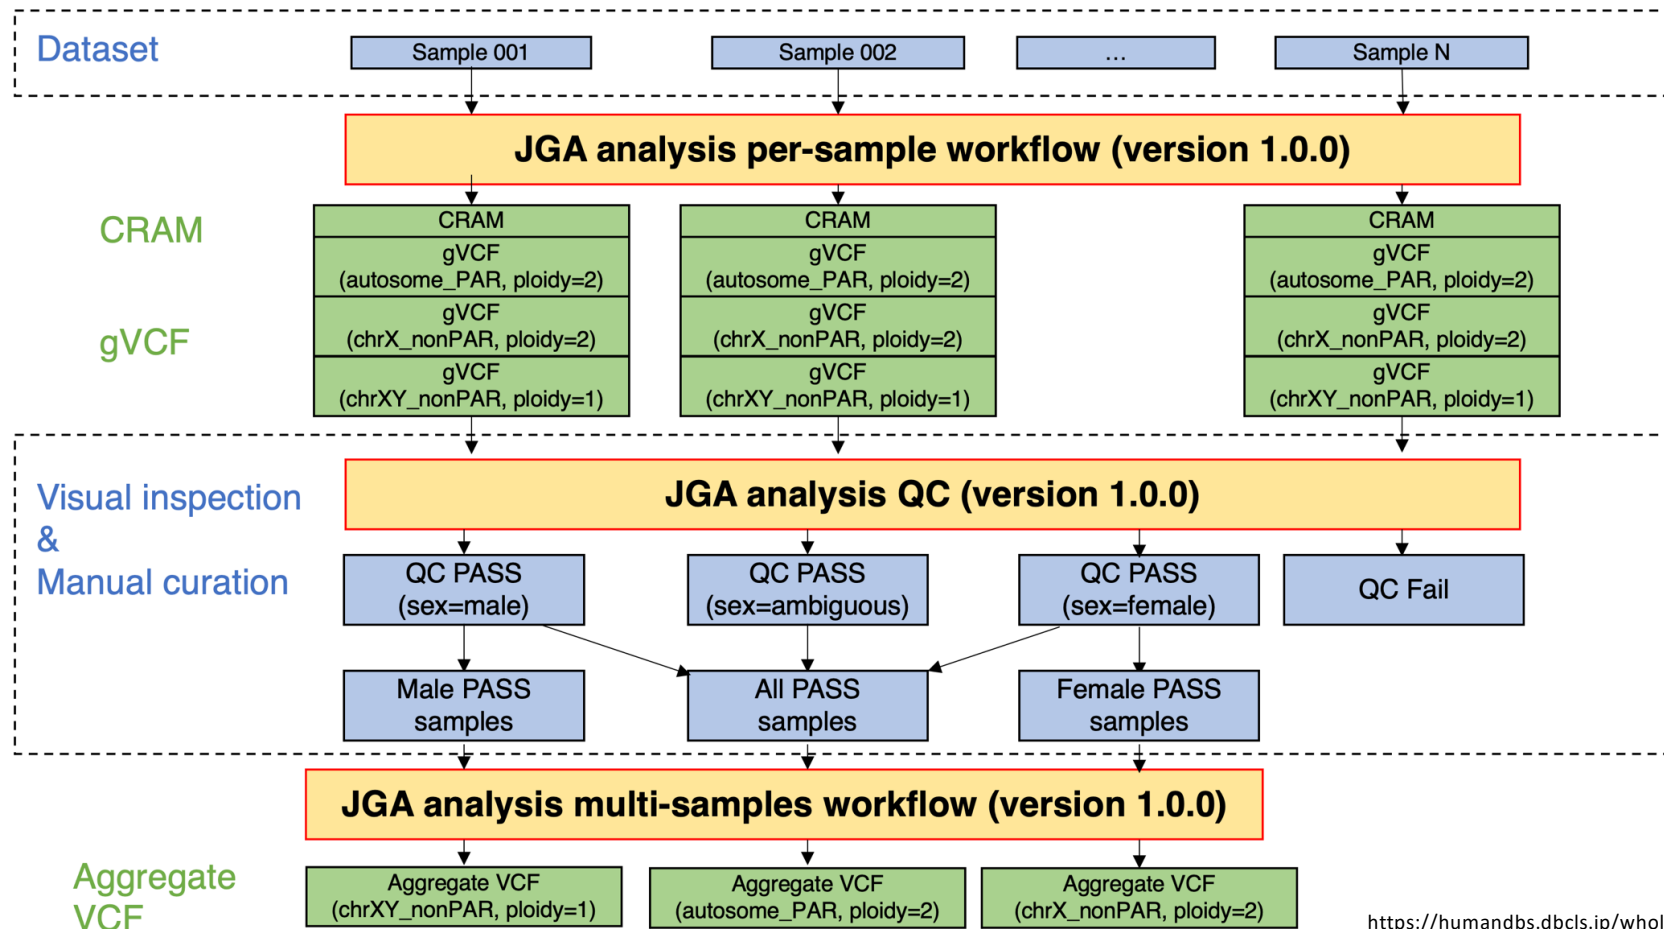 Dataset
Sample 001
Sample 002
...
Sample N
JGA analysis per-sample workflow (version 1.0.0)
CRAM
gVCF
CRAM
gVCF
(autosome_PAR, ploidy=2)
gVCF
(chrX_nonPAR, ploidy=2)
gVCF
(chrXY_nonPAR, ploidy=1)
CRAM
gVCF
(autosome_PAR, ploidy=2)
gVCF
(chrX_nonPAR, ploidy=2)
gVCF
(chrXY_nonPAR, ploidy=1)
CRAM
gVCF
(autosome_PAR, ploidy=2)
gVCF
(chrX_nonPAR, ploidy=2)
gVCF
(chrXY_nonPAR, ploidy=1)
Visual inspection
&
Manual curation
JGA analysis QC (version 1.0.0)
QC PASS
(sex=male)
QC PASS
(sex=ambiguous)
QC PASS
(sex=female)
QC Fail
Male PASS
samples
All PASS
samples
Female PASS
samples
JGA analysis multi-samples workflow (version 1.0.0)
Aggregate
VCF
Aggregate VCF
(chrXY_nonPAR, ploidy=1)
Aggregate VCF
(autosome_PAR, ploidy=2)
Aggregate VCF
(chrX_nonPAR, ploidy=2)
https://humandbs.dbcls.jp/whol